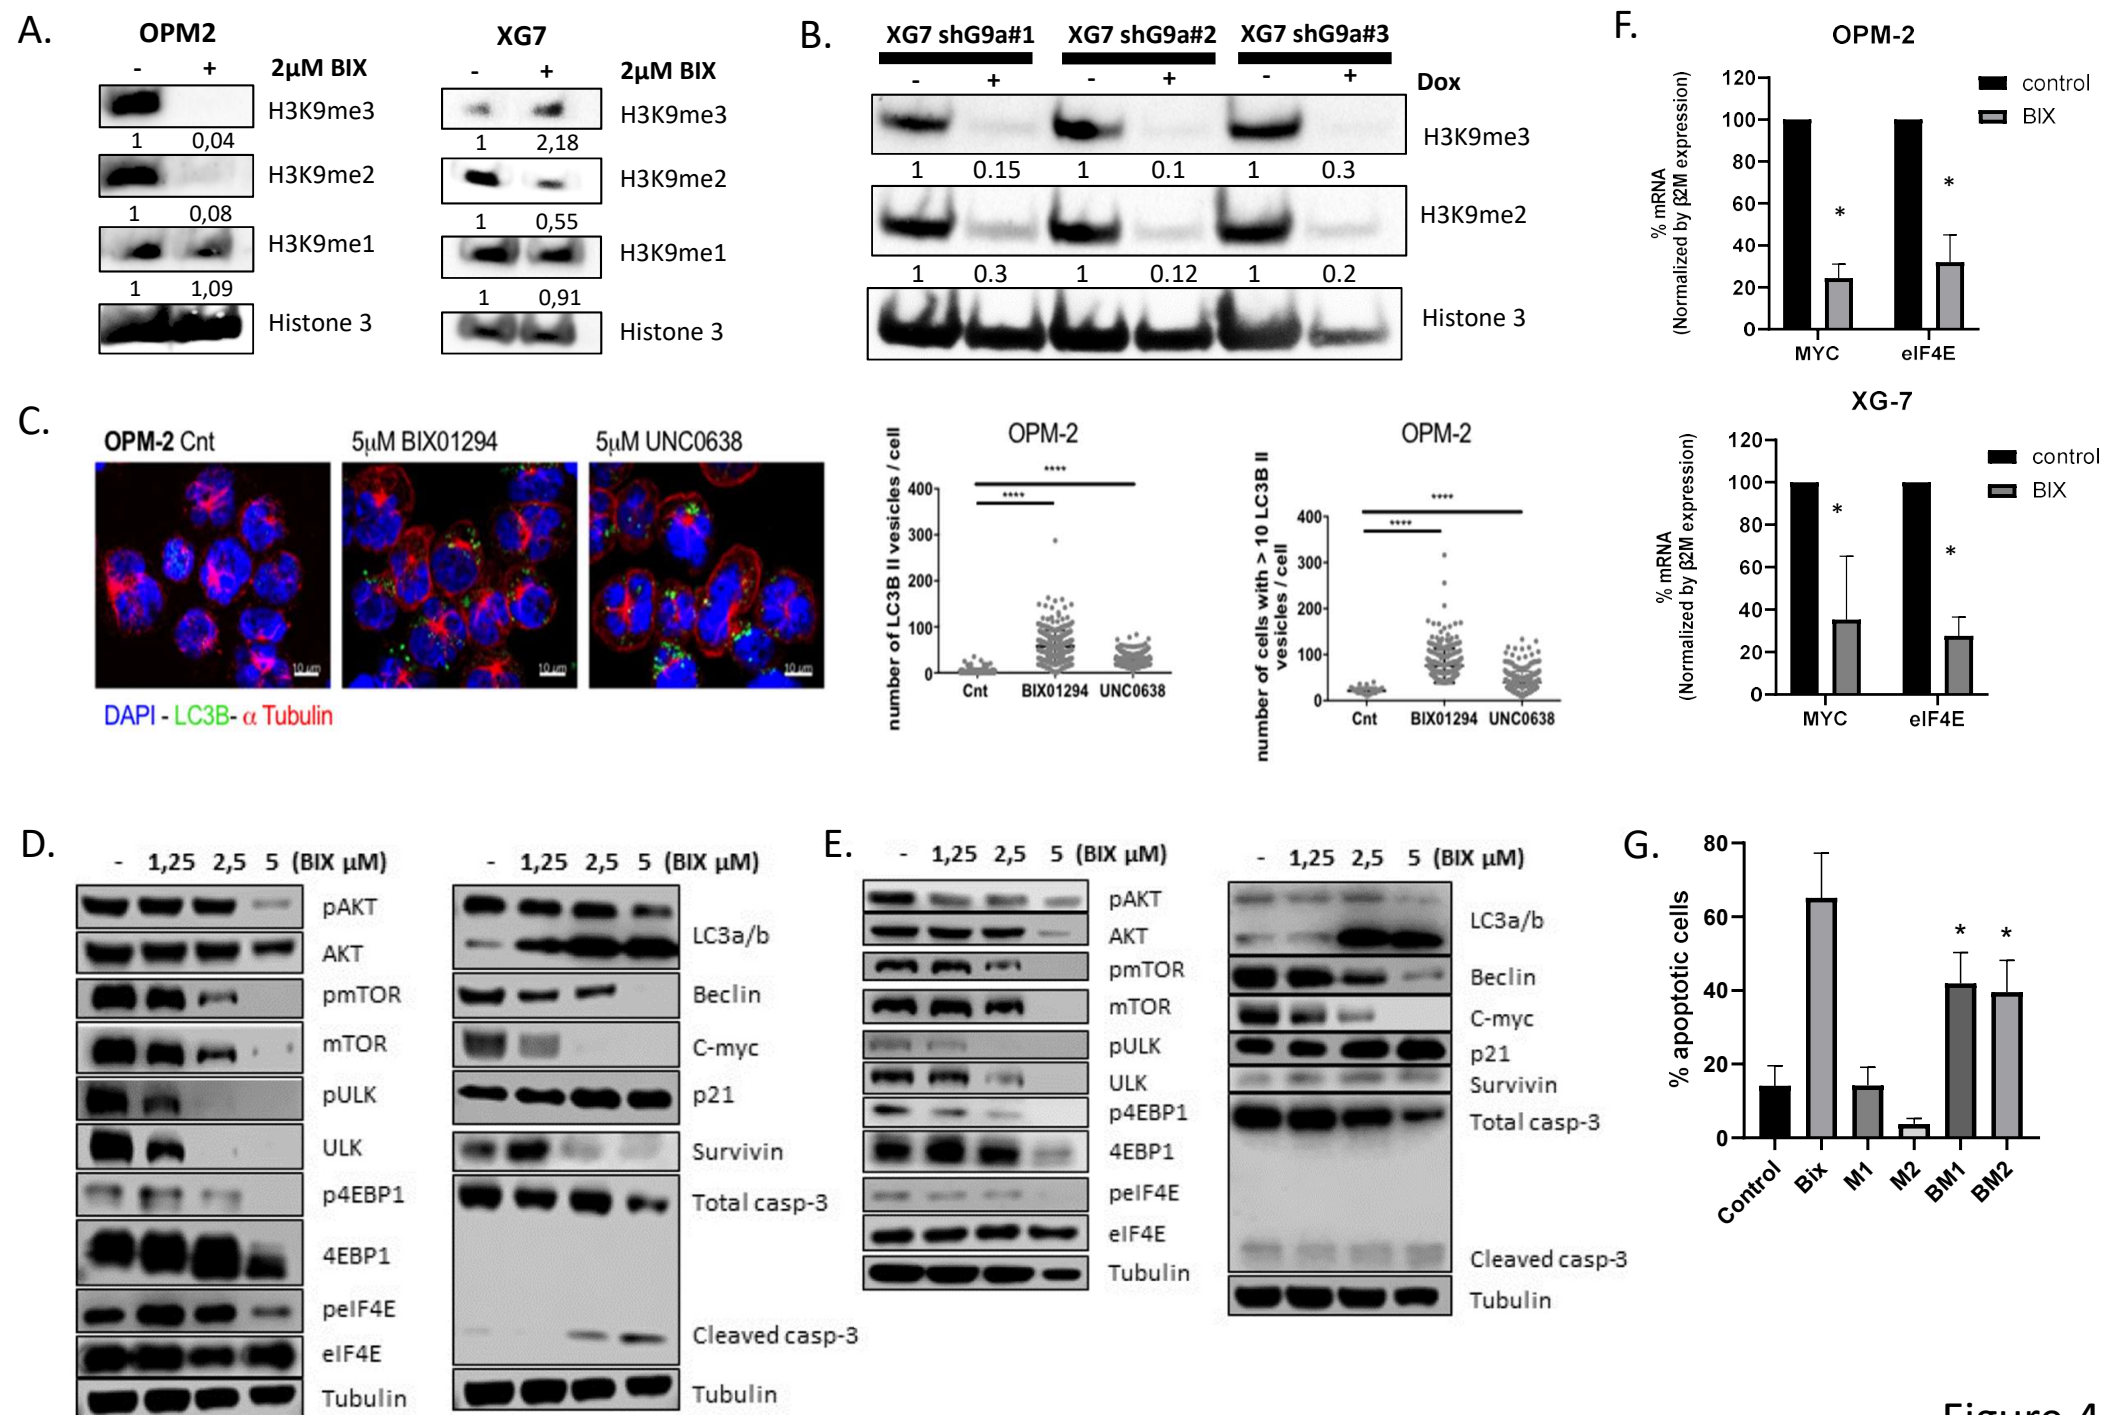 A.
OPM2
- + 2µM BIX
H3K9me3
1 0,04
H3K9me2
1 0,08
H3K9me1
1 1,09
Histone 3
XG7
- + 2µM BIX
H3K9me3
1 2,18
H3K9me2
1 0,55
H3K9me1
1 0,91
Histone 3
B.
XG7 shG9a#1 XG7 shG9a#2 XG7 shG9a#3
- + - + - + Dox
H3K9me3
1 0.15 1 0.1 1 0.3
H3K9me2
1 0.3 1 0.12 1 0.2
Histone 3
C.
OPM-2 Cnt
5µM BIX01294
5µM UNC0638
10 µm
10 µm
10 µm
DAPI - LC3B- α Tubulin
OPM-2
number of LC3B II vesicles / cell
400
300
200
100
0
****
****
Cnt BIX01294 UNC0638
OPM-2
number of cells with > 10 LC3B II
vesicles / cell
400
300
200
100
0
****
****
Cnt BIX01294 UNC0638
D.
- 1,25 2,5 5 (BIX µM)
pAKT
AKT
pmTOR
mTOR
pULK
ULK
p4EBP1
4EBP1
peIF4E
eIF4E
Tubulin
- 1,25 2,5 5 (BIX µM)
LC3a/b
Beclin
C-myc
p21
Survivin
Total casp-3
Cleaved casp-3
Tubulin
E.
- 1,25 2,5 5 (BIX µM)
pAKT
AKT
pmTOR
mTOR
pULK
ULK
p4EBP1
4EBP1
peIF4E
eIF4E
Tubulin
- 1,25 2,5 5 (BIX µM)
LC3a/b
Beclin
C-myc
p21
Survivin
Total casp-3
Cleaved casp-3
Tubulin
F.
OPM-2
% mRNA
(Normalized by β2M expression)
120
100
80
60
40
20
0
*
*
control
BIX
MYC eIF4E
XG-7
% mRNA
(Normalized by β2M expression)
120
100
80
60
40
20
0
*
*
control
BIX
MYC eIF4E
G.
% apoptotic cells
80
60
40
20
0
* *
Control Bix M1 M2 BM1 BM2
Figure 4